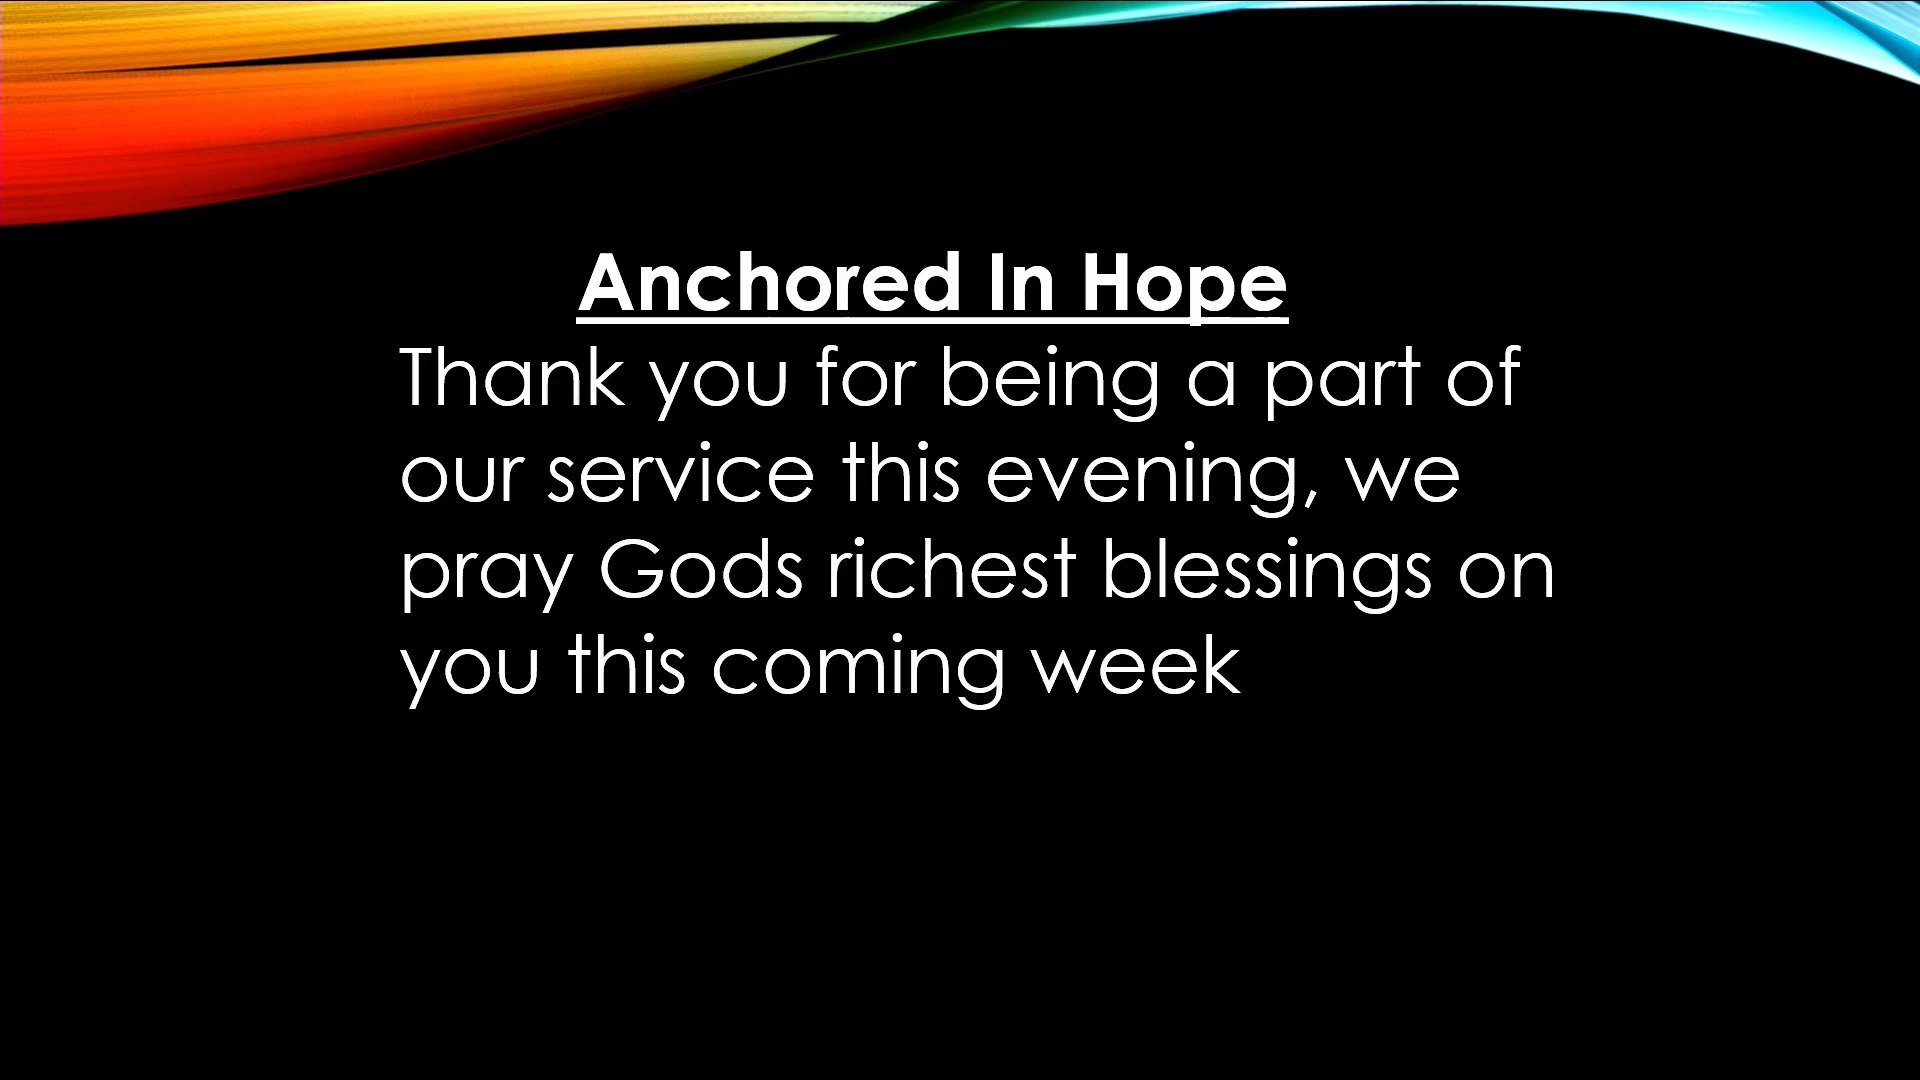 Anchored In Hope
Thank you for being a part of
our service this evening, we
pray Gods richest blessings on
you this coming week